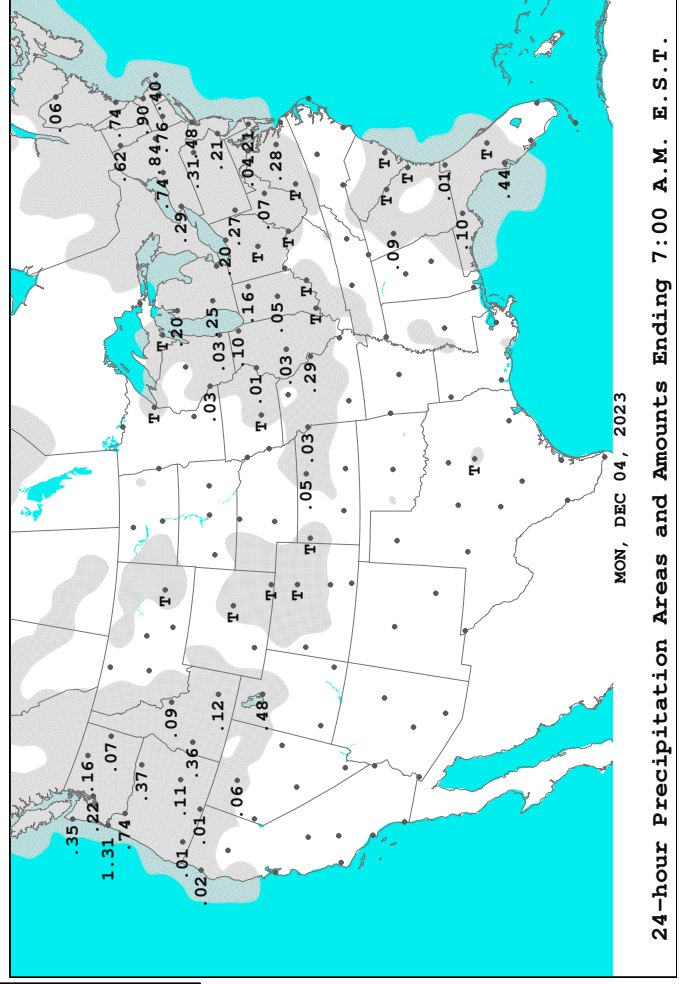 .06
.35
.16
.22
1.31
.07
.74
.62
.74
.37
.90
T
.84
.40
.76
T
.74
T
.09
.20
.11
.29
.01
.48
.36
.31
.01
.02
.03
.25
.21
.12
.03
.20
T
.27
.06
.10
.16
.04
.21
.01
T
T
.48
.07
T
.28
.05
.03
T
T
T
.05
.03
T
T
.29
T
T
T
.09
T
.01
.10
T
T
.44
MON, DEC 04, 2023
24-hour Precipitation Areas and Amounts Ending 7:00 A.M. E.S.T.